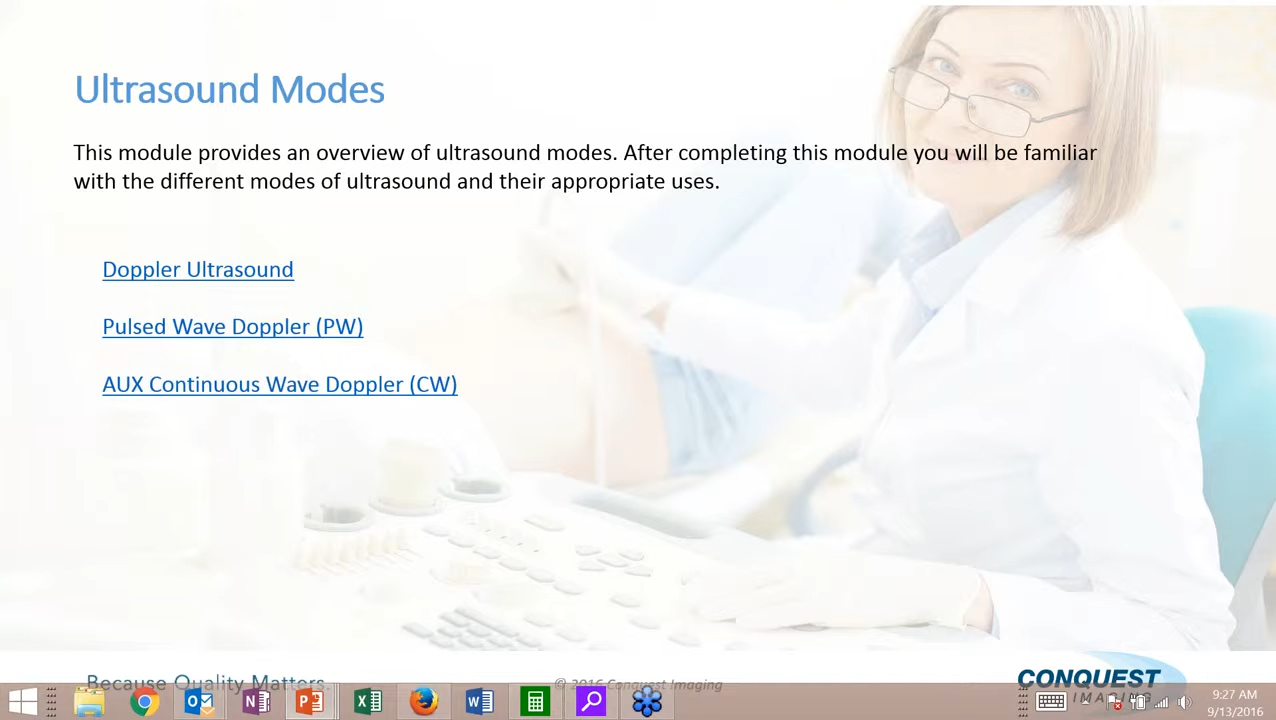 Ultrasound Modes
This module provides an overview of ultrasound modes. After completing this module you will be familiar
with the different modes of ultrasound and their appropriate uses.
Doppler Ultrasound
Pulsed Wave Doppler (PW)
AUX Continuous Wave Doppler (CW)
Because Quality Matters.
© 2016 Conquest Imaging
CONQUEST
IMAGING
9:27 AM
9/13/2016